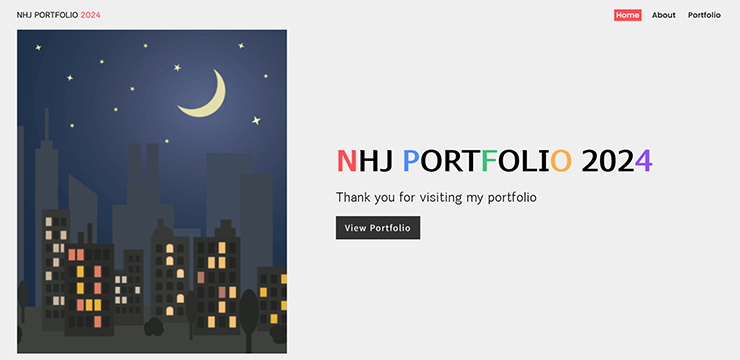 NHJ PORTFOLIO 2024
Home About Portfolio
NHJ PORTFOLIO 2024
Thank you for visiting my portfolio
View Portfolio